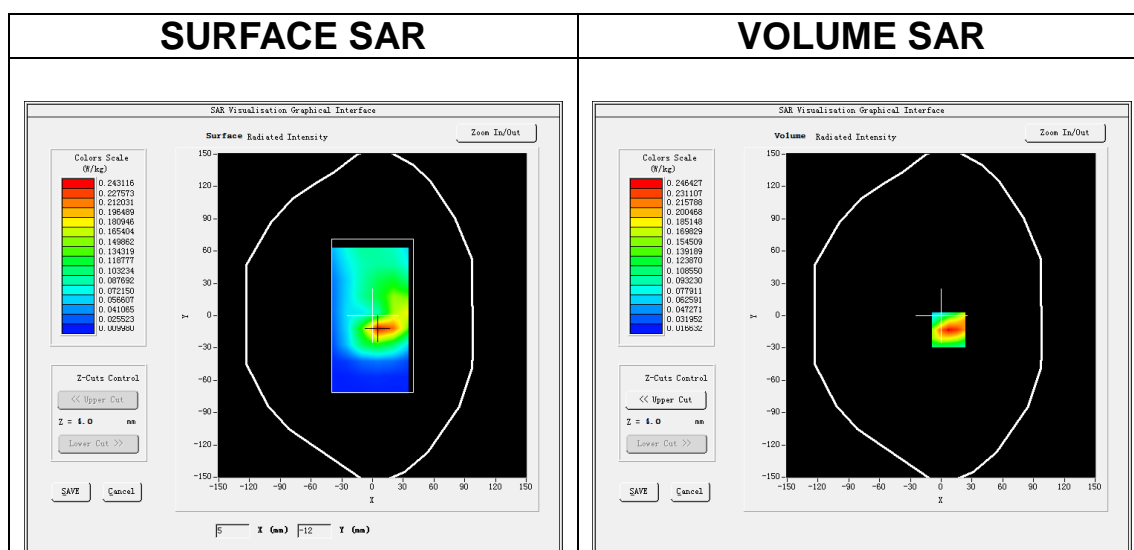 SURFACE SAR
VOLUME SAR
SAR Visualisation Graphical Interface
Surface Radiated Intensity
Zoom In/Out
Colors Scale
(W/kg)
0.243116
0.227573
0.212031
0.196489
0.180946
0.165404
0.149862
0.134319
0.118777
0.103234
0.087692
0.072150
0.056607
0.041065
0.025523
0.009980
Z-Cuts Control
<< Upper Cut
Z = 4.0 mm
Lower Cut >>
SAVE Cancel
150
120
90
60
30
0
-30
-60
-90
-120
-150
Y
-150 -120 -90 -60 -30 0 30 60 90 120 150
X
5 X (mm) -12 Y (mm)
SAR Visualisation Graphical Interface
Volume Radiated Intensity
Zoom In/Out
Colors Scale
(W/kg)
0.246427
0.231107
0.215788
0.200468
0.185148
0.169829
0.154509
0.139189
0.123870
0.108550
0.093230
0.077911
0.062591
0.047271
0.031952
0.016632
Z-Cuts Control
<< Upper Cut
Z = 4.0 mm
Lower Cut >>
SAVE Cancel
150
120
90
60
30
0
-30
-60
-90
-120
-150
Y
-150 -120 -90 -60 -30 0 30 60 90 120 150
X